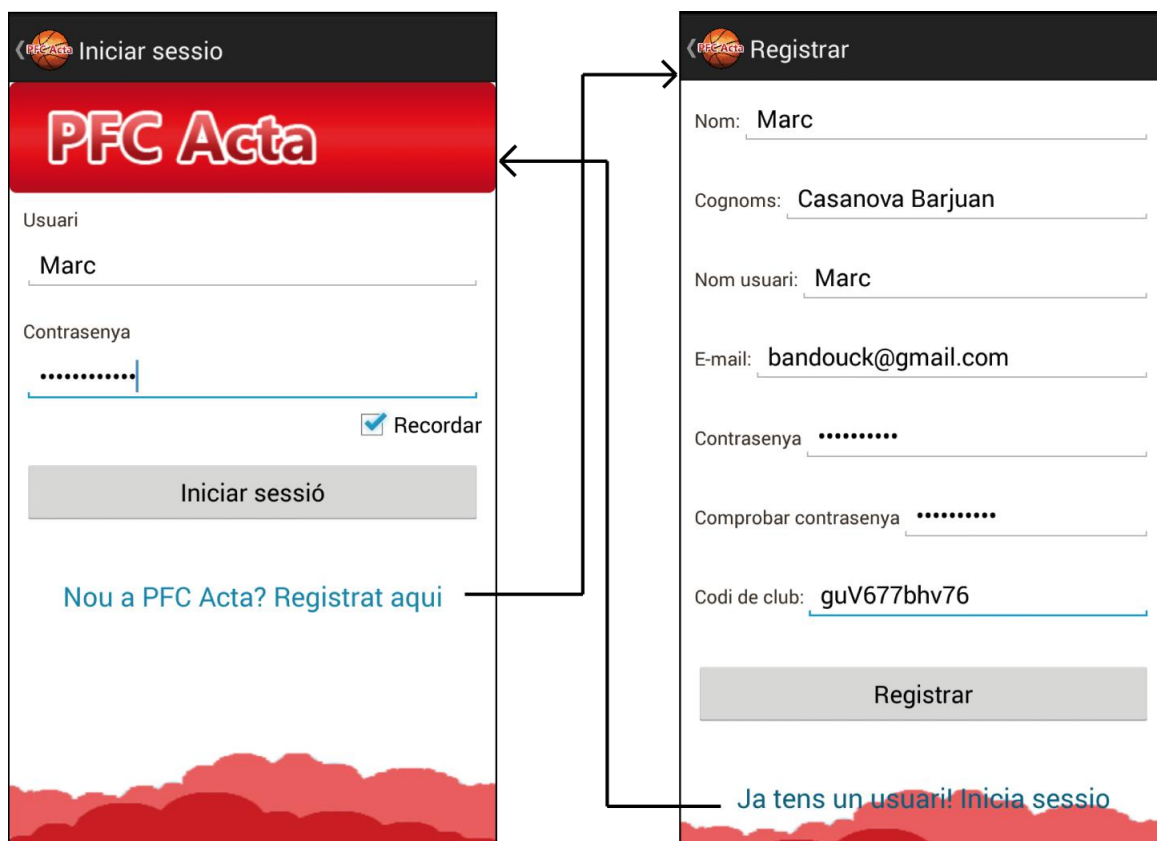 PFC Acta Iniciar sessio
PFC Acta
Usuari
Marc
Contrasenya
••••••••••••
Recordar
Iniciar sessió
Nou a PFC Acta? Registrat aqui
PFC Acta Registrar
Nom: Marc
Cognoms: Casanova Barjuan
Nom usuari: Marc
E-mail: bandouck@gmail.com
Contrasenya ••••••••••
Comprobar contrasenya ••••••••••
Codi de club: guV677bhv76
Registrar
Ja tens un usuari! Inicia sessio